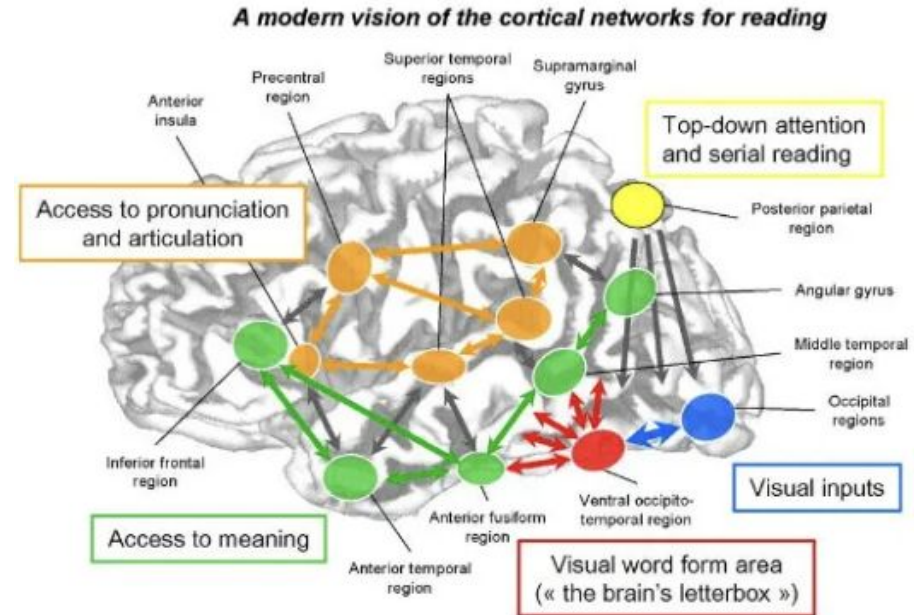 A modern vision of the cortical networks for reading
Superior temporal
regions
Supramarginal
gyrus
Precentral
region
Anterior
insula
Top-down attention
and serial reading
Access to pronunciation
and articulation
Posterior parietal
region
Angular gyrus
Middle temporal
region
Occipital
regions
Inferior frontal
region
Visual inputs
Ventral occipito-
temporal region
Anterior fusiform
region
Access to meaning
Anterior temporal
region
Visual word form area
(« the brain's letterbox »)